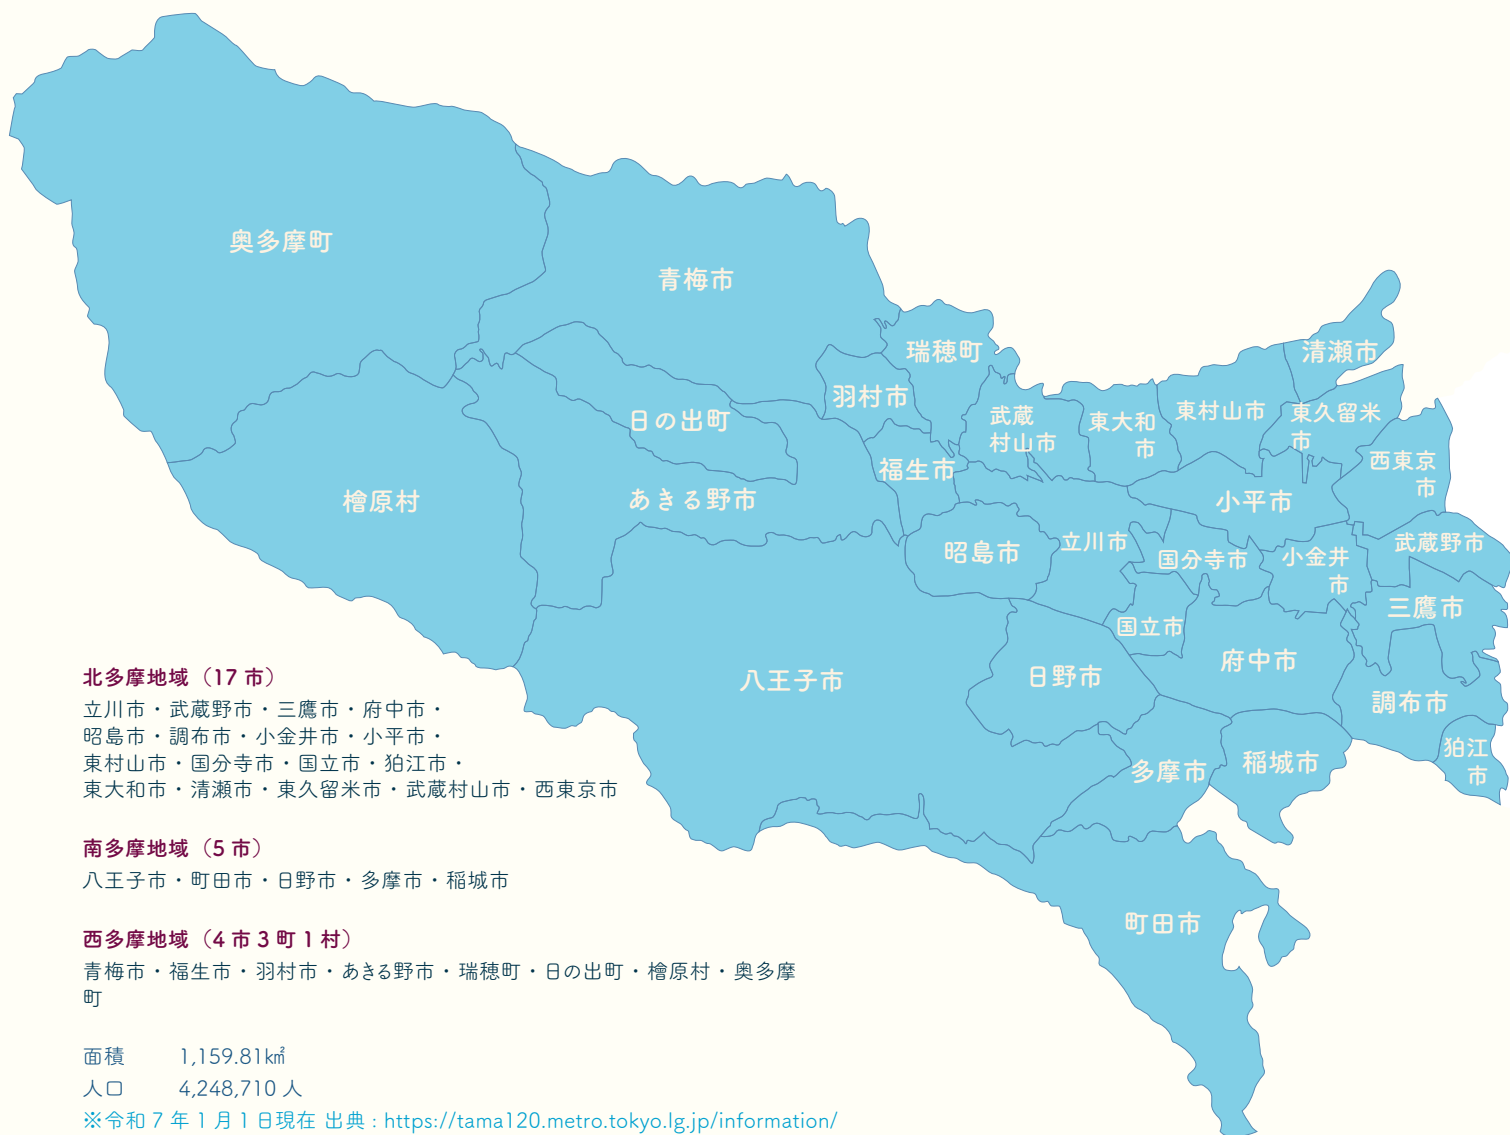 奥多摩町
青梅市
瑞穂町
清瀬市
羽村市
日の出町
武蔵
村山市
東大和
市
東村山市
東久留米
市
西東京
市
福生市
檜原村
あきる野市
小平市
昭島市
立川市
国分寺市
小金井
市
武蔵野市
三鷹市
国立市
府中市
八王子市
日野市
調布市
多摩市
稲城市
狛江
市
町田市
北多摩地域（17 市）
立川市・武蔵野市・三鷹市・府中市・
昭島市・調布市・小金井市・小平市・
東村山市・国分寺市・国立市・狛江市・
東大和市・清瀬市・東久留米市・武蔵村山市・西東京市
南多摩地域（5 市）
八王子市・町田市・日野市・多摩市・稲城市
西多摩地域（4 市 3 町 1 村）
青梅市・福生市・羽村市・あきる野市・瑞穂町・日の出町・檜原村・奥多摩
町
面積 1,159.81㎢
人口 4,248,710 人
※令和 7 年 1 月 1 日現在 出典 : https://tama120.metro.tokyo.lg.jp/information/